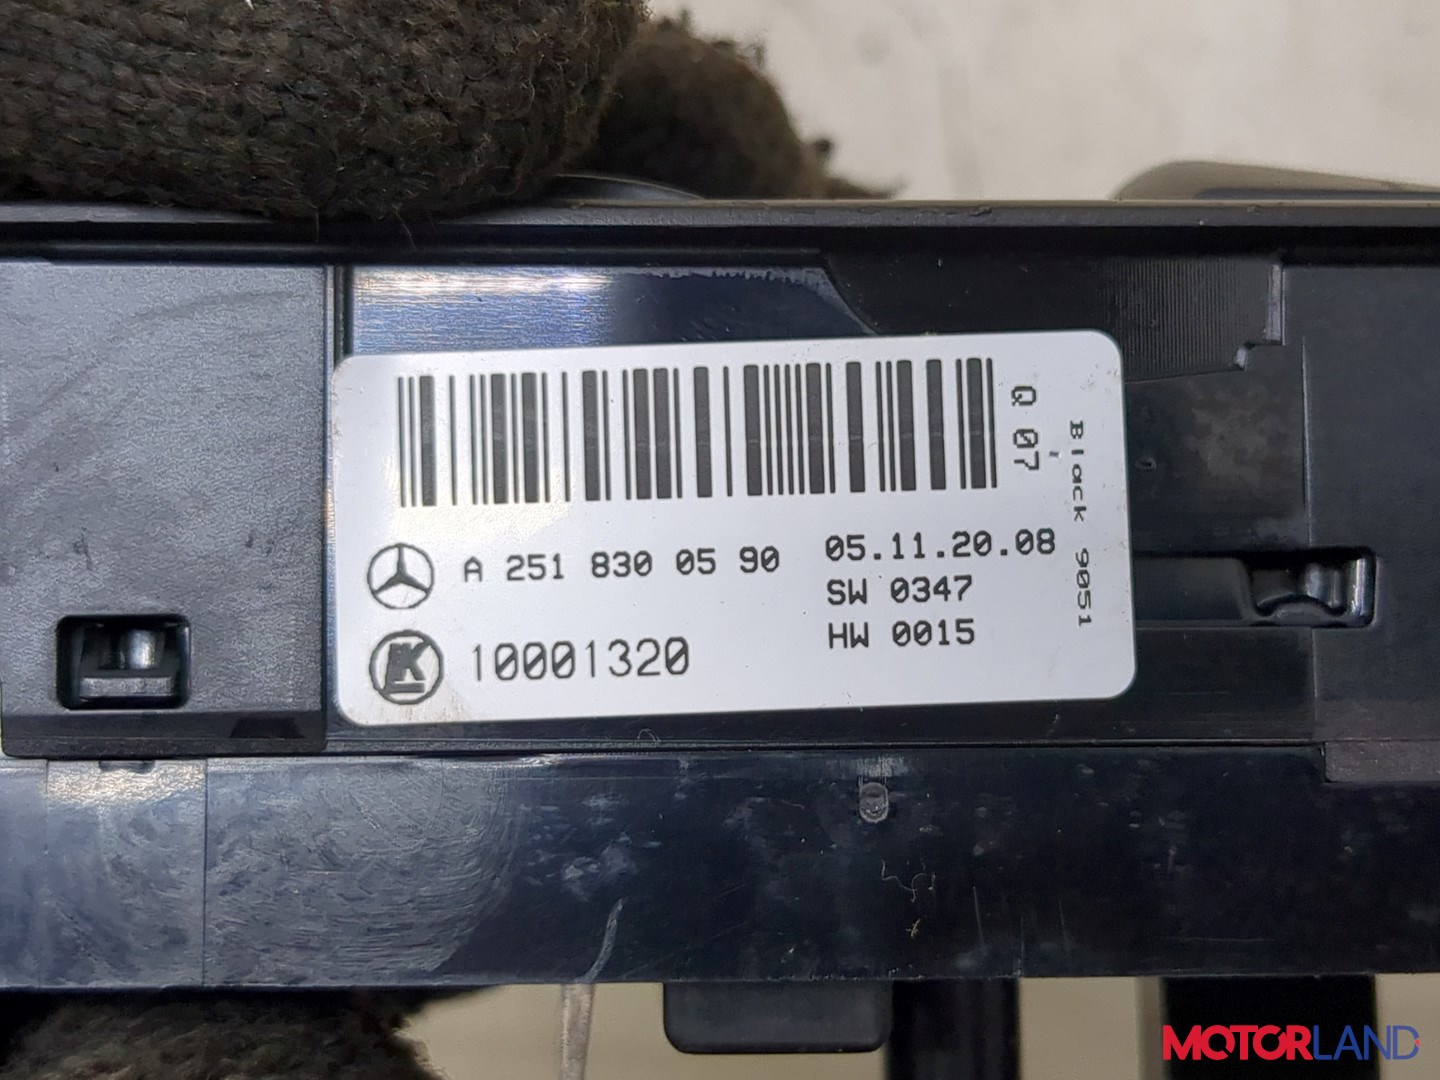 Q 07
Black 9051
A 251 830 05 90
05.11.20.08
SW 0347
HW 0015
K
10001320
MOTORLAND